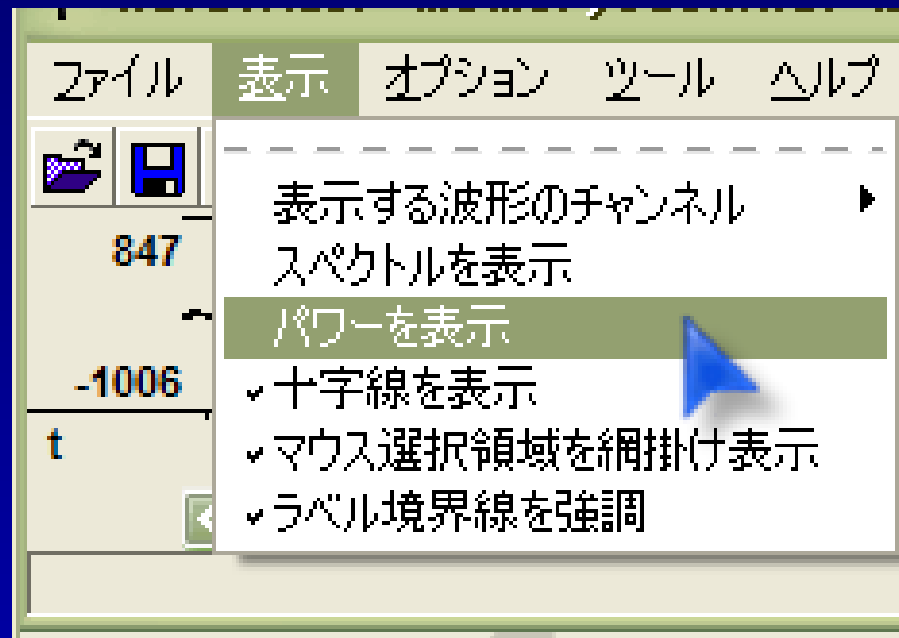 ファイル 表示 オプション ツール ヘルプ
表示する波形のチャンネル
847
スペクトルを表示
パワーを表示
-1006
十字線を表示
t
マウス選択領域を網掛け表示
ラベル境界線を強調